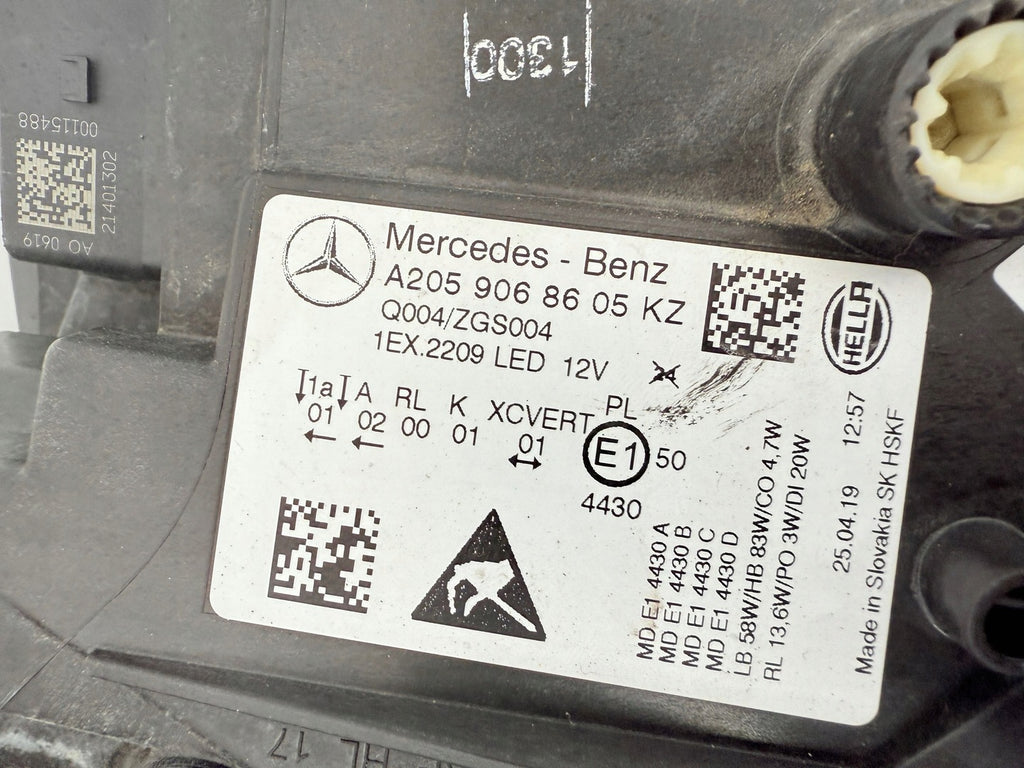 1300
00115488
21401302
AO 0619
Mercedes - Benz
A205 906 86 05 KZ
Q004/ZGS004
1EX.2209 LED 12V
24
HELLA
1a A RL K XCVERT PL
01 02 00 01 01 E1 50
4430
MD E1 4430 A
MD E1 4430 B
MD E1 4430 C
MD E1 4430 D
LB 58W/HB 83W/CO 4,7W
RL 13,6W/PO 3W/DI 20W
25.04.19 12:57
Made in Slovakia SK HSKF
HL 17